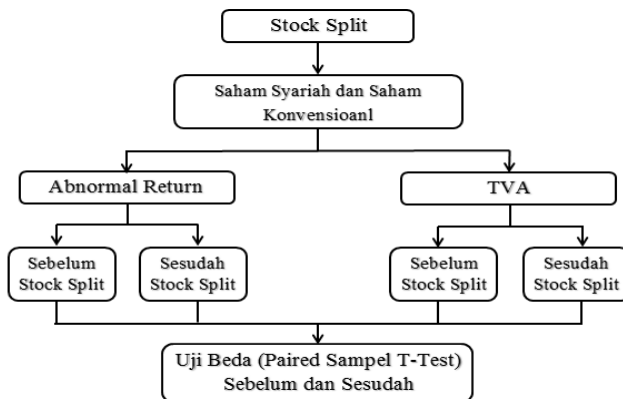 Stock Split
Saham Syariah dan Saham
Konvensioanl
Abnormal Return
TVA
Sebelum
Stock Split
Sesudah
Stock Split
Sebelum
Stock Split
Sesudah
Stock Split
Uji Beda (Paired Sampel T-Test)
Sebelum dan Sesudah